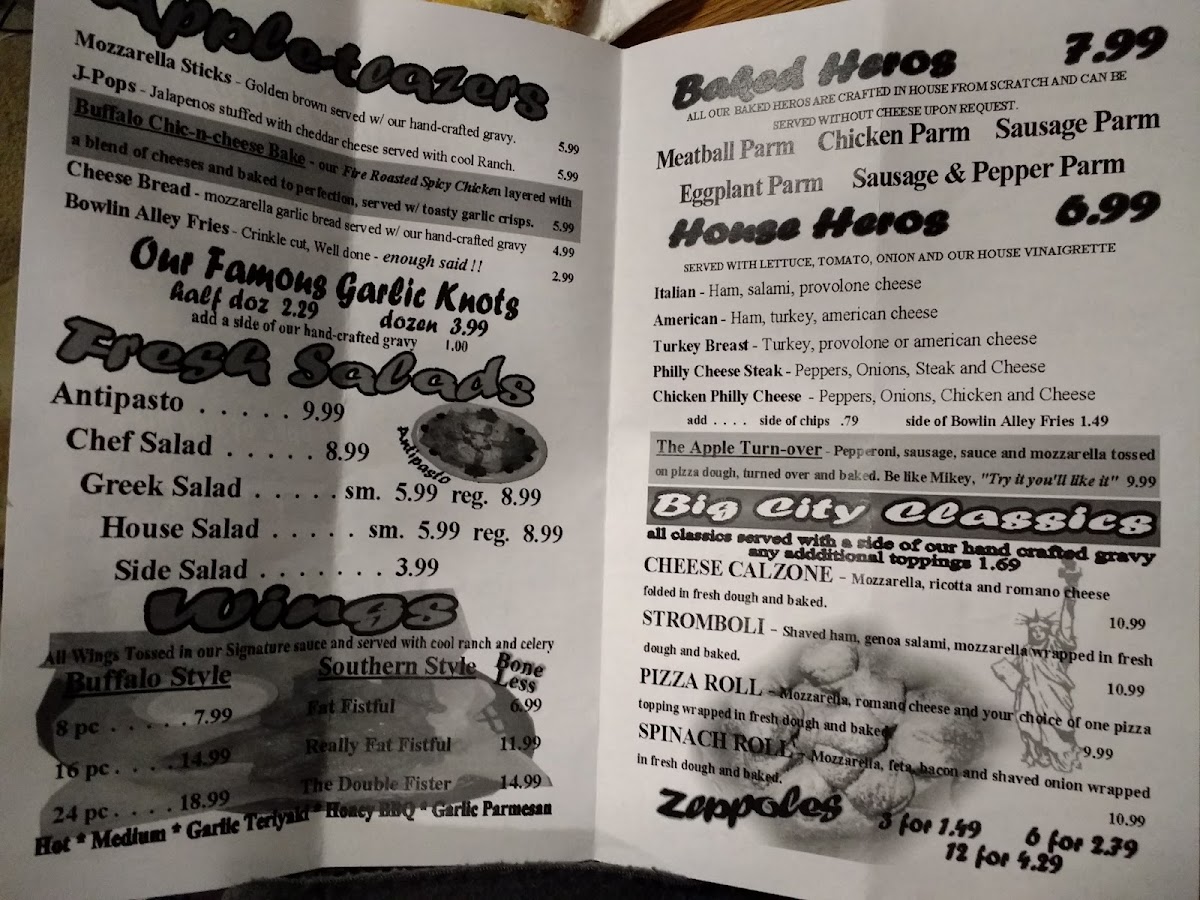 Apple-teazers
Mozzarella Sticks - Golden brown served w/ our hand-crafted gravy. 5.99
J-Pops - Jalapenos stuffed with cheddar cheese served with cool Ranch. 5.99
Buffalo Chic-n-cheese Bake - our Fire Roasted Spicy Chicken layered with
a blend of cheeses and baked to perfection, served w/ toasty garlic crisps. 5.99
Cheese Bread - mozzarella garlic bread served w/ our hand-crafted gravy 4.99
Bowlin Alley Fries - Crinkle cut, Well done - enough said !! 2.99
Our Famous Garlic Knots
half doz 2.29 dozen 3.99
add a side of our hand-crafted gravy 1.00
Fresh Salads
Antipasto . . . . . 9.99
Antipasto
Chef Salad . . . . . 8.99
Greek Salad . . . . . sm. 5.99 reg. 8.99
House Salad . . . . . sm. 5.99 reg. 8.99
Side Salad . . . . . . . 3.99
Wings
All Wings Tossed in our Signature sauce and served with cool ranch and celery
Buffalo Style
8 pc . . . . . 7.99
16 pc . . . . 14.99
24 pc . . . . 18.99
Southern Style Bone Less
Fat Fistful 6.99
Really Fat Fistful 11.99
The Double Fister 14.99
Hot * Medium * Garlic Teriyaki * Honey BBQ * Garlic Parmesan
Baked Heros 7.99
ALL OUR BAKED HEROS ARE CRAFTED IN HOUSE FROM SCRATCH AND CAN BE
SERVED WITHOUT CHEESE UPON REQUEST.
Meatball Parm Chicken Parm Sausage Parm
Eggplant Parm Sausage & Pepper Parm
House Heros 6.99
SERVED WITH LETTUCE, TOMATO, ONION AND OUR HOUSE VINAIGRETTE
Italian - Ham, salami, provolone cheese
American - Ham, turkey, american cheese
Turkey Breast - Turkey, provolone or american cheese
Philly Cheese Steak - Peppers, Onions, Steak and Cheese
Chicken Philly Cheese - Peppers, Onions, Chicken and Cheese
add . . . . side of chips .79 side of Bowlin Alley Fries 1.49
The Apple Turn-over - Pepperoni, sausage, sauce and mozzarella tossed
on pizza dough, turned over and baked. Be like Mikey, "Try it you'll like it" 9.99
Big City Classics
all classics served with a side of our hand crafted gravy
any addditional toppings 1.69
CHEESE CALZONE - Mozzarella, ricotta and romano cheese
folded in fresh dough and baked. 10.99
STROMBOLI - Shaved ham, genoa salami, mozzarella wrapped in fresh
dough and baked. 10.99
PIZZA ROLL - Mozzarella, romano cheese and your choice of one pizza
topping wrapped in fresh dough and baked 9.99
SPINACH ROLL - Mozzarella, feta, bacon and shaved onion wrapped
in fresh dough and baked. 10.99
Zeppoles 3 for 1.49 6 for 2.79
12 for 4.29